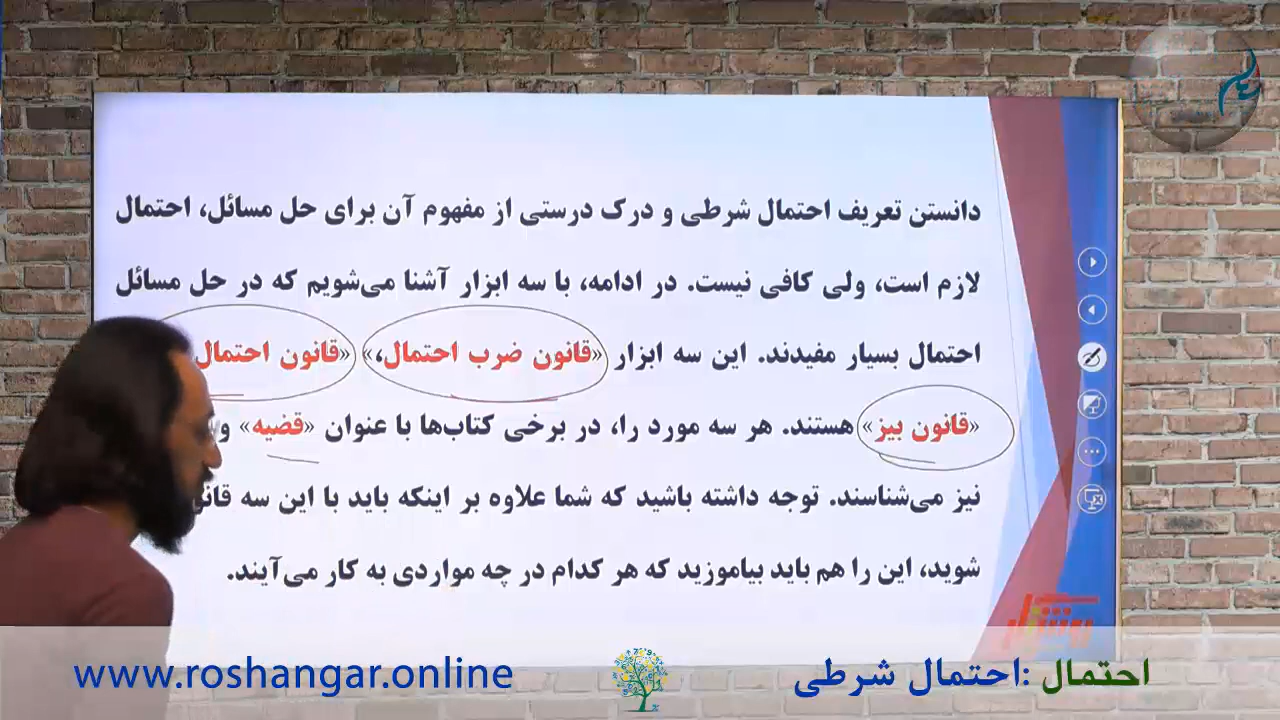 دانستن تعریف احتمال شرطی و درک درستی از مفهوم آن برای حل مسائل، احتمال
لازم است، ولی کافی نیست. در ادامه، با سه ابزار آشنا می‌شویم که در حل مسائل
احتمال بسیار مفیدند. این سه ابزار «قانون ضرب احتمال»، «قانون احتمال
«قانون بیز» هستند. هر سه مورد را، در برخی کتاب‌ها با عنوان «قضیه» و
نیز می‌شناسند. توجه داشته باشید که شما علاوه بر اینکه باید با این سه
شوید، این را هم باید بیاموزید که هر کدام در چه مواردی به کار می‌آیند.
روشنگر
احتمال: احتمال شرطی
www.roshangar.online